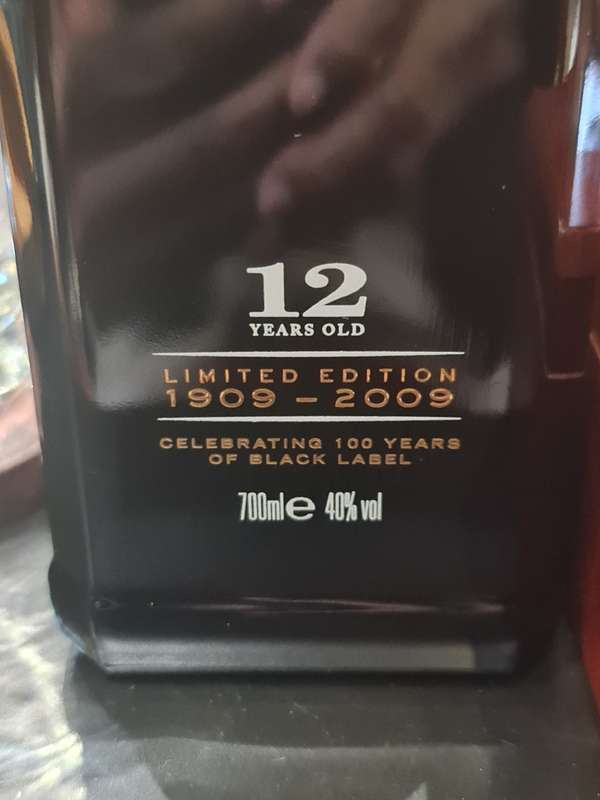 12
YEARS OLD
LIMITED EDITION
1909 - 2009
CELEBRATING 100 YEARS
OF BLACK LABEL
700ml℮ 40% vol